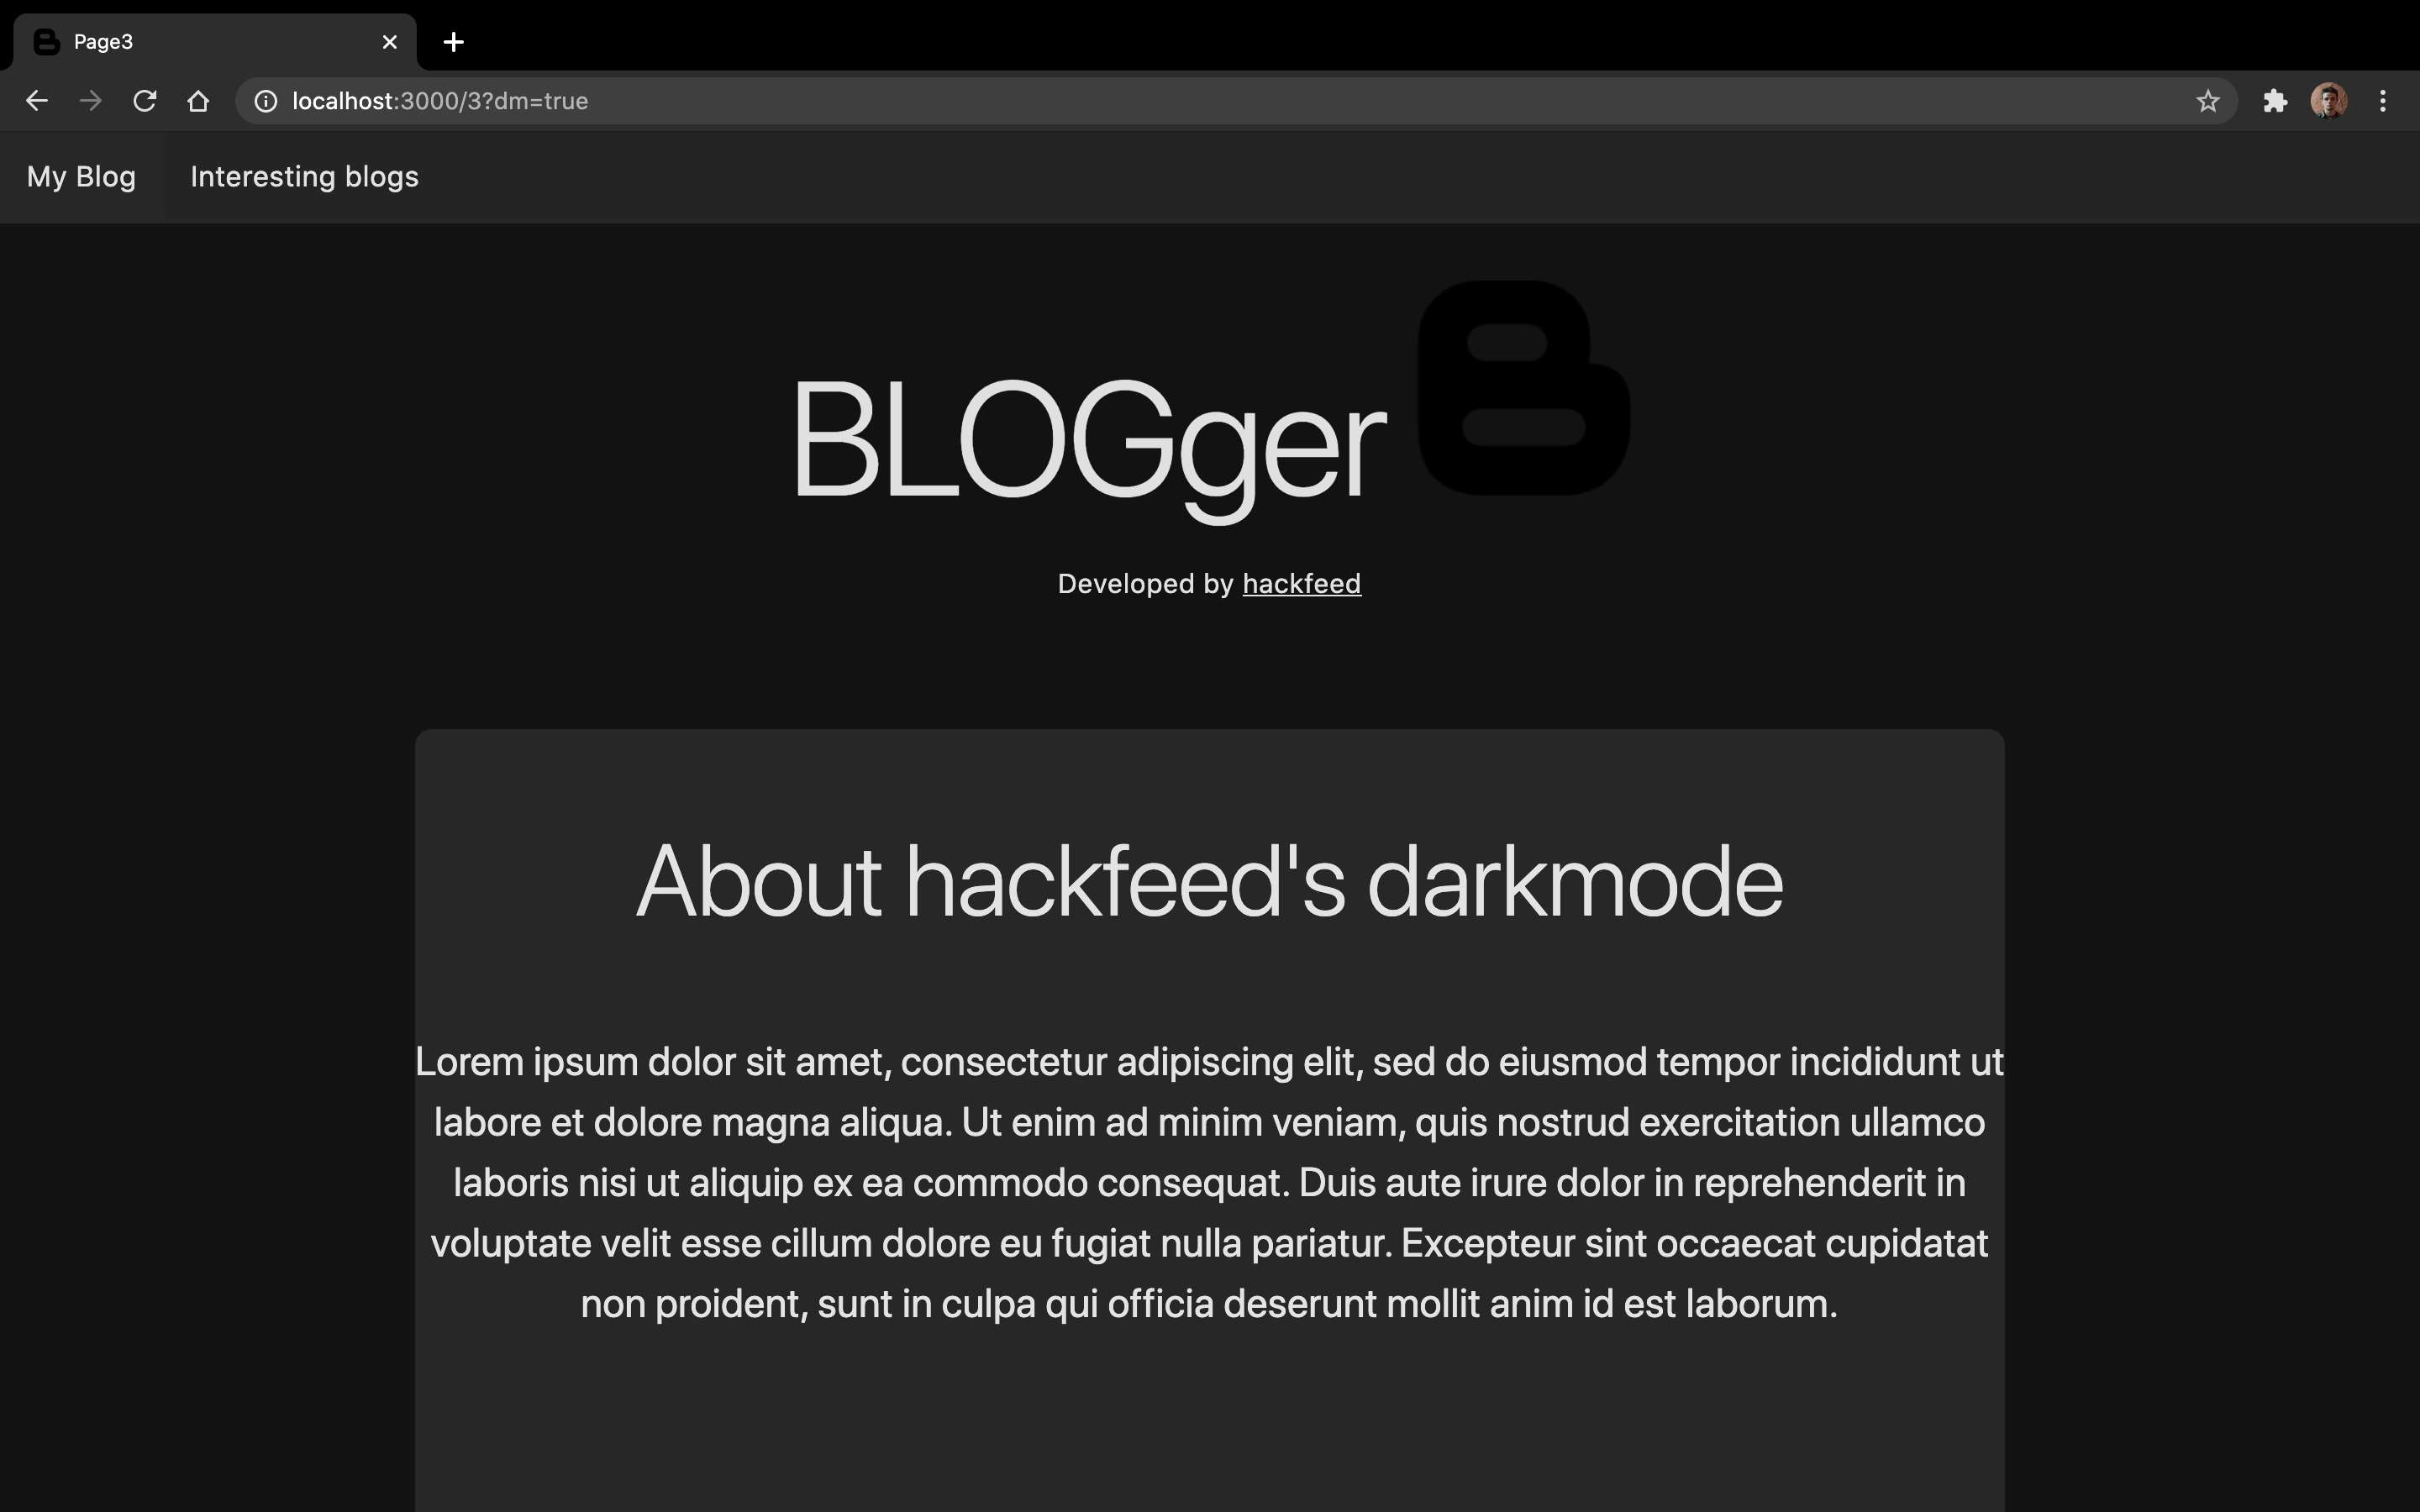 Page3
localhost:3000/3?dm=true
My Blog
Interesting blogs
BLOGger
Developed by hackfeed
About hackfeed's darkmode
Lorem ipsum dolor sit amet, consectetur adipiscing elit, sed do eiusmod tempor incididunt ut
labore et dolore magna aliqua. Ut enim ad minim veniam, quis nostrud exercitation ullamco
laboris nisi ut aliquip ex ea commodo consequat. Duis aute irure dolor in reprehenderit in
voluptate velit esse cillum dolore eu fugiat nulla pariatur. Excepteur sint occaecat cupidatat
non proident, sunt in culpa qui officia deserunt mollit anim id est laborum.